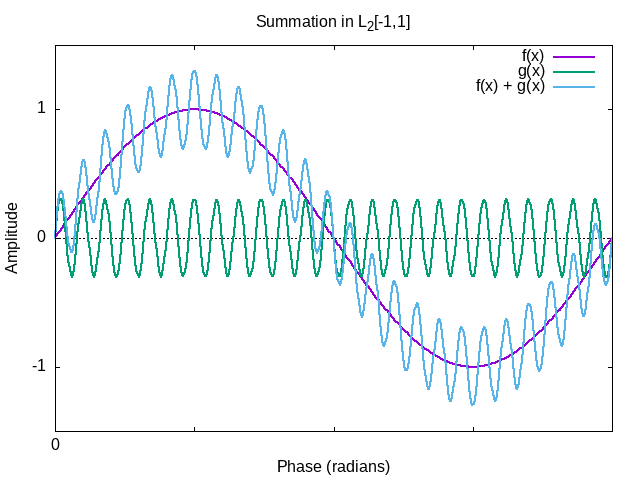 Summation in L2[-1,1]
f(x)
g(x)
f(x) + g(x)
1
0
-1
Amplitude
0
Phase (radians)